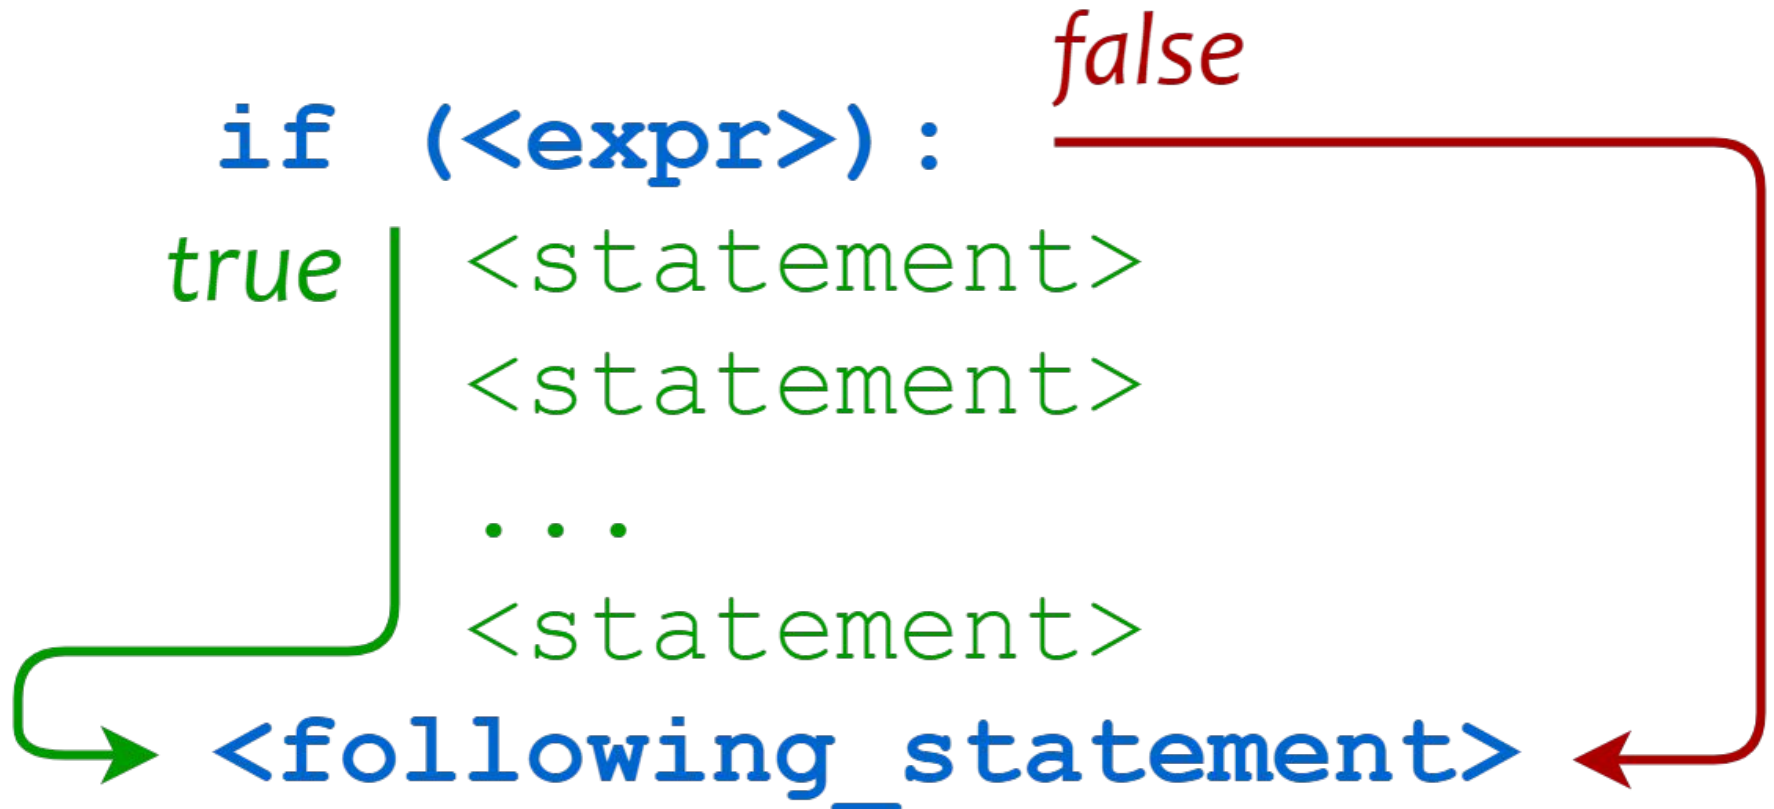 false
if (<expr>):
true <statement>
<statement>
...
<statement>
<following_statement>